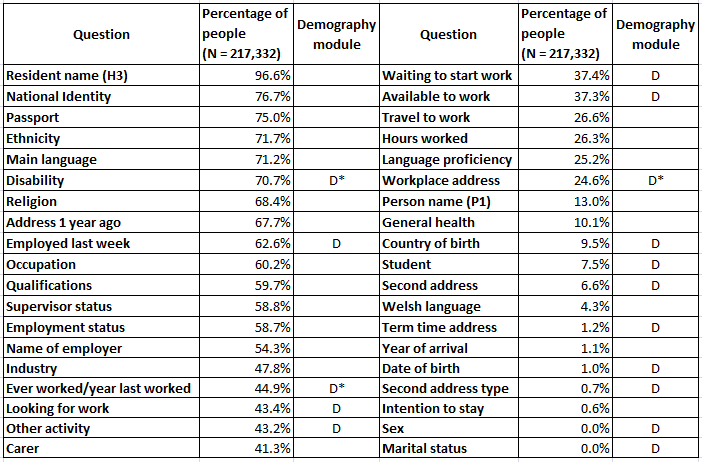 Question | Percentage of people (N = 217,332) | Demography module | Question | Percentage of people (N = 217,332) | Demography module
Resident name (H3) | 96.6% | | Waiting to start work | 37.4% | D
National Identity | 76.7% | | Available to work | 37.3% | D
Passport | 75.0% | | Travel to work | 26.6% |
Ethnicity | 71.7% | | Hours worked | 26.3% |
Main language | 71.2% | | Language proficiency | 25.2% |
Disability | 70.7% | D* | Workplace address | 24.6% | D*
Religion | 68.4% | | Person name (P1) | 13.0% |
Address 1 year ago | 67.7% | | General health | 10.1% |
Employed last week | 62.6% | D | Country of birth | 9.5% | D
Occupation | 60.2% | | Student | 7.5% | D
Qualifications | 59.7% | | Second address | 6.6% | D
Supervisor status | 58.8% | | Welsh language | 4.3% |
Employment status | 58.7% | | Term time address | 1.2% | D
Name of employer | 54.3% | | Year of arrival | 1.1% |
Industry | 47.8% | | Date of birth | 1.0% | D
Ever worked/year last worked | 44.9% | D* | Second address type | 0.7% | D
Looking for work | 43.4% | D | Intention to stay | 0.6% |
Other activity | 43.2% | D | Sex | 0.0% | D
Carer | 41.3% | | Marital status | 0.0% | D